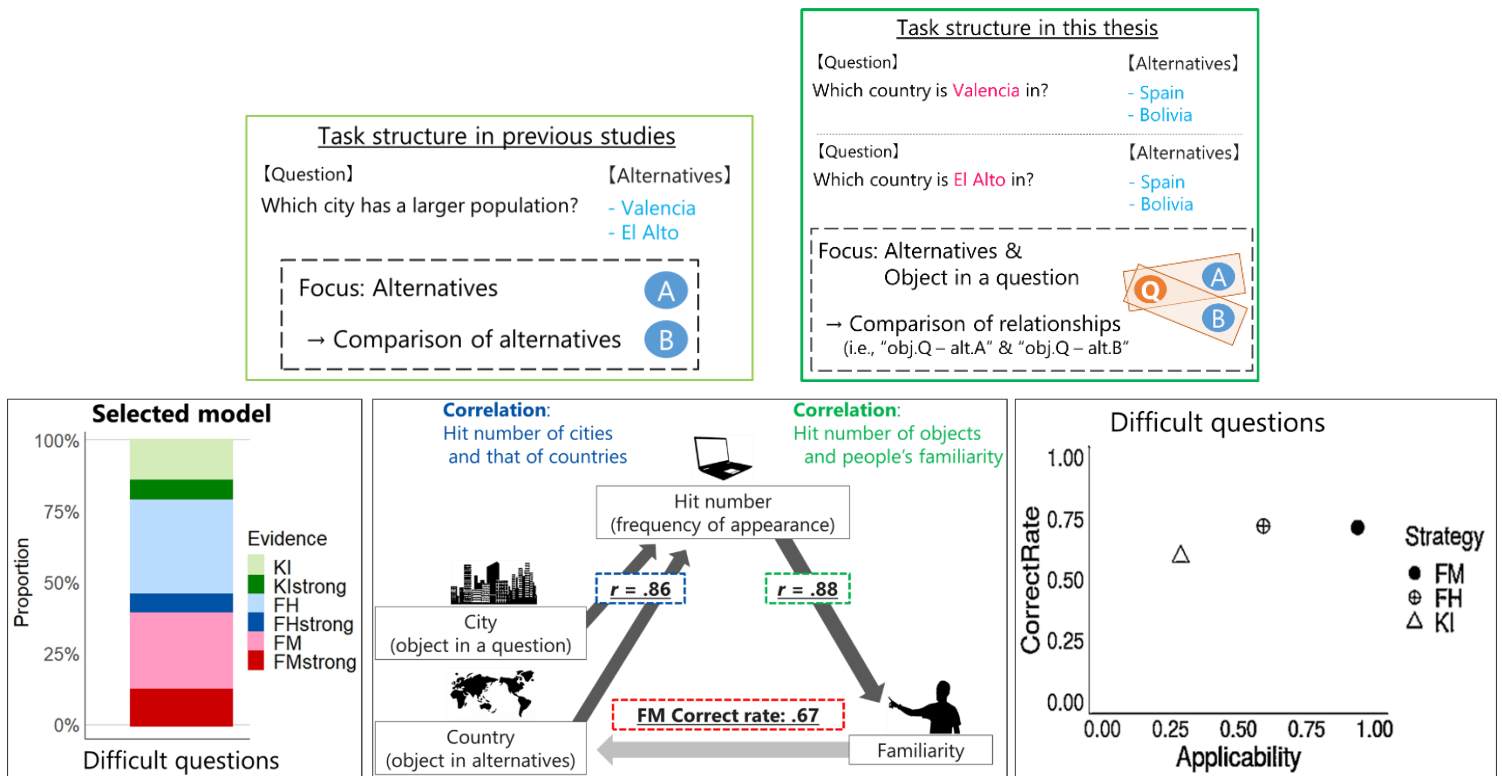 Task structure in previous studies
【Question】
【Alternatives】
Which city has a larger population?
- Valencia
- El Alto
Focus: Alternatives
→ Comparison of alternatives
A
B
Task structure in this thesis
【Question】
【Alternatives】
Which country is Valencia in?
- Spain
- Bolivia
【Question】
【Alternatives】
Which country is El Alto in?
- Spain
- Bolivia
Focus: Alternatives &
Object in a question
→ Comparison of relationships
(i.e., “obj.Q – alt.A” & “obj.Q – alt.B”
Q
A
B
Selected model
100%
75%
50%
25%
0%
Proportion
Difficult questions
Evidence
KI
KIstrong
FH
FHstrong
FM
FMstrong
Correlation:
Hit number of cities
and that of countries
Correlation:
Hit number of objects
and people's familiarity
Hit number
(frequency of appearance)
r = .86
r = .88
City
(object in a question)
FM Correct rate: .67
Country
(object in alternatives)
Familiarity
Difficult questions
1.00
0.75
0.50
0.25
0.00
CorrectRate
0.00
0.25
0.50
0.75
1.00
Applicability
Strategy
FM
FH
KI